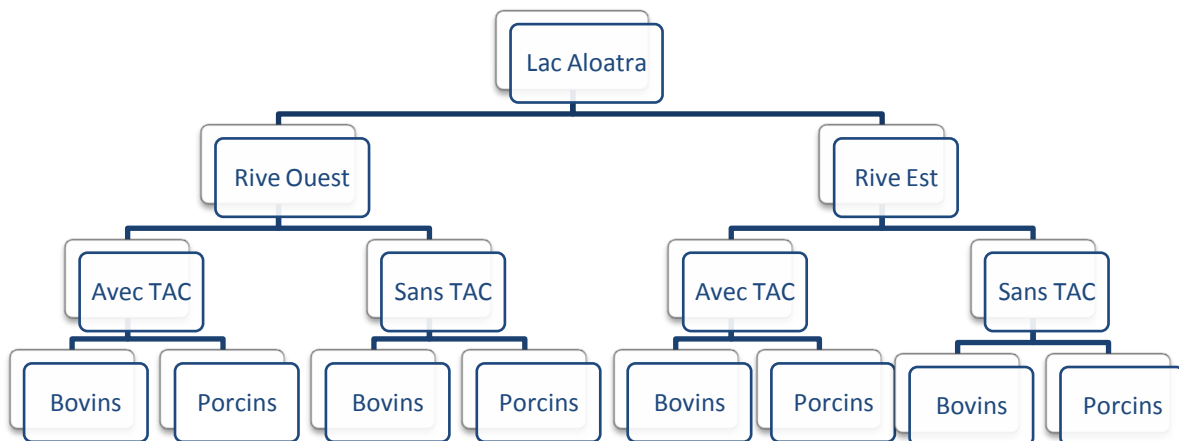 Lac Aloatra
Rive Ouest
Rive Est
Avec TAC
Sans TAC
Avec TAC
Sans TAC
Bovins
Porcins
Bovins
Porcins
Bovins
Porcins
Bovins
Porcins